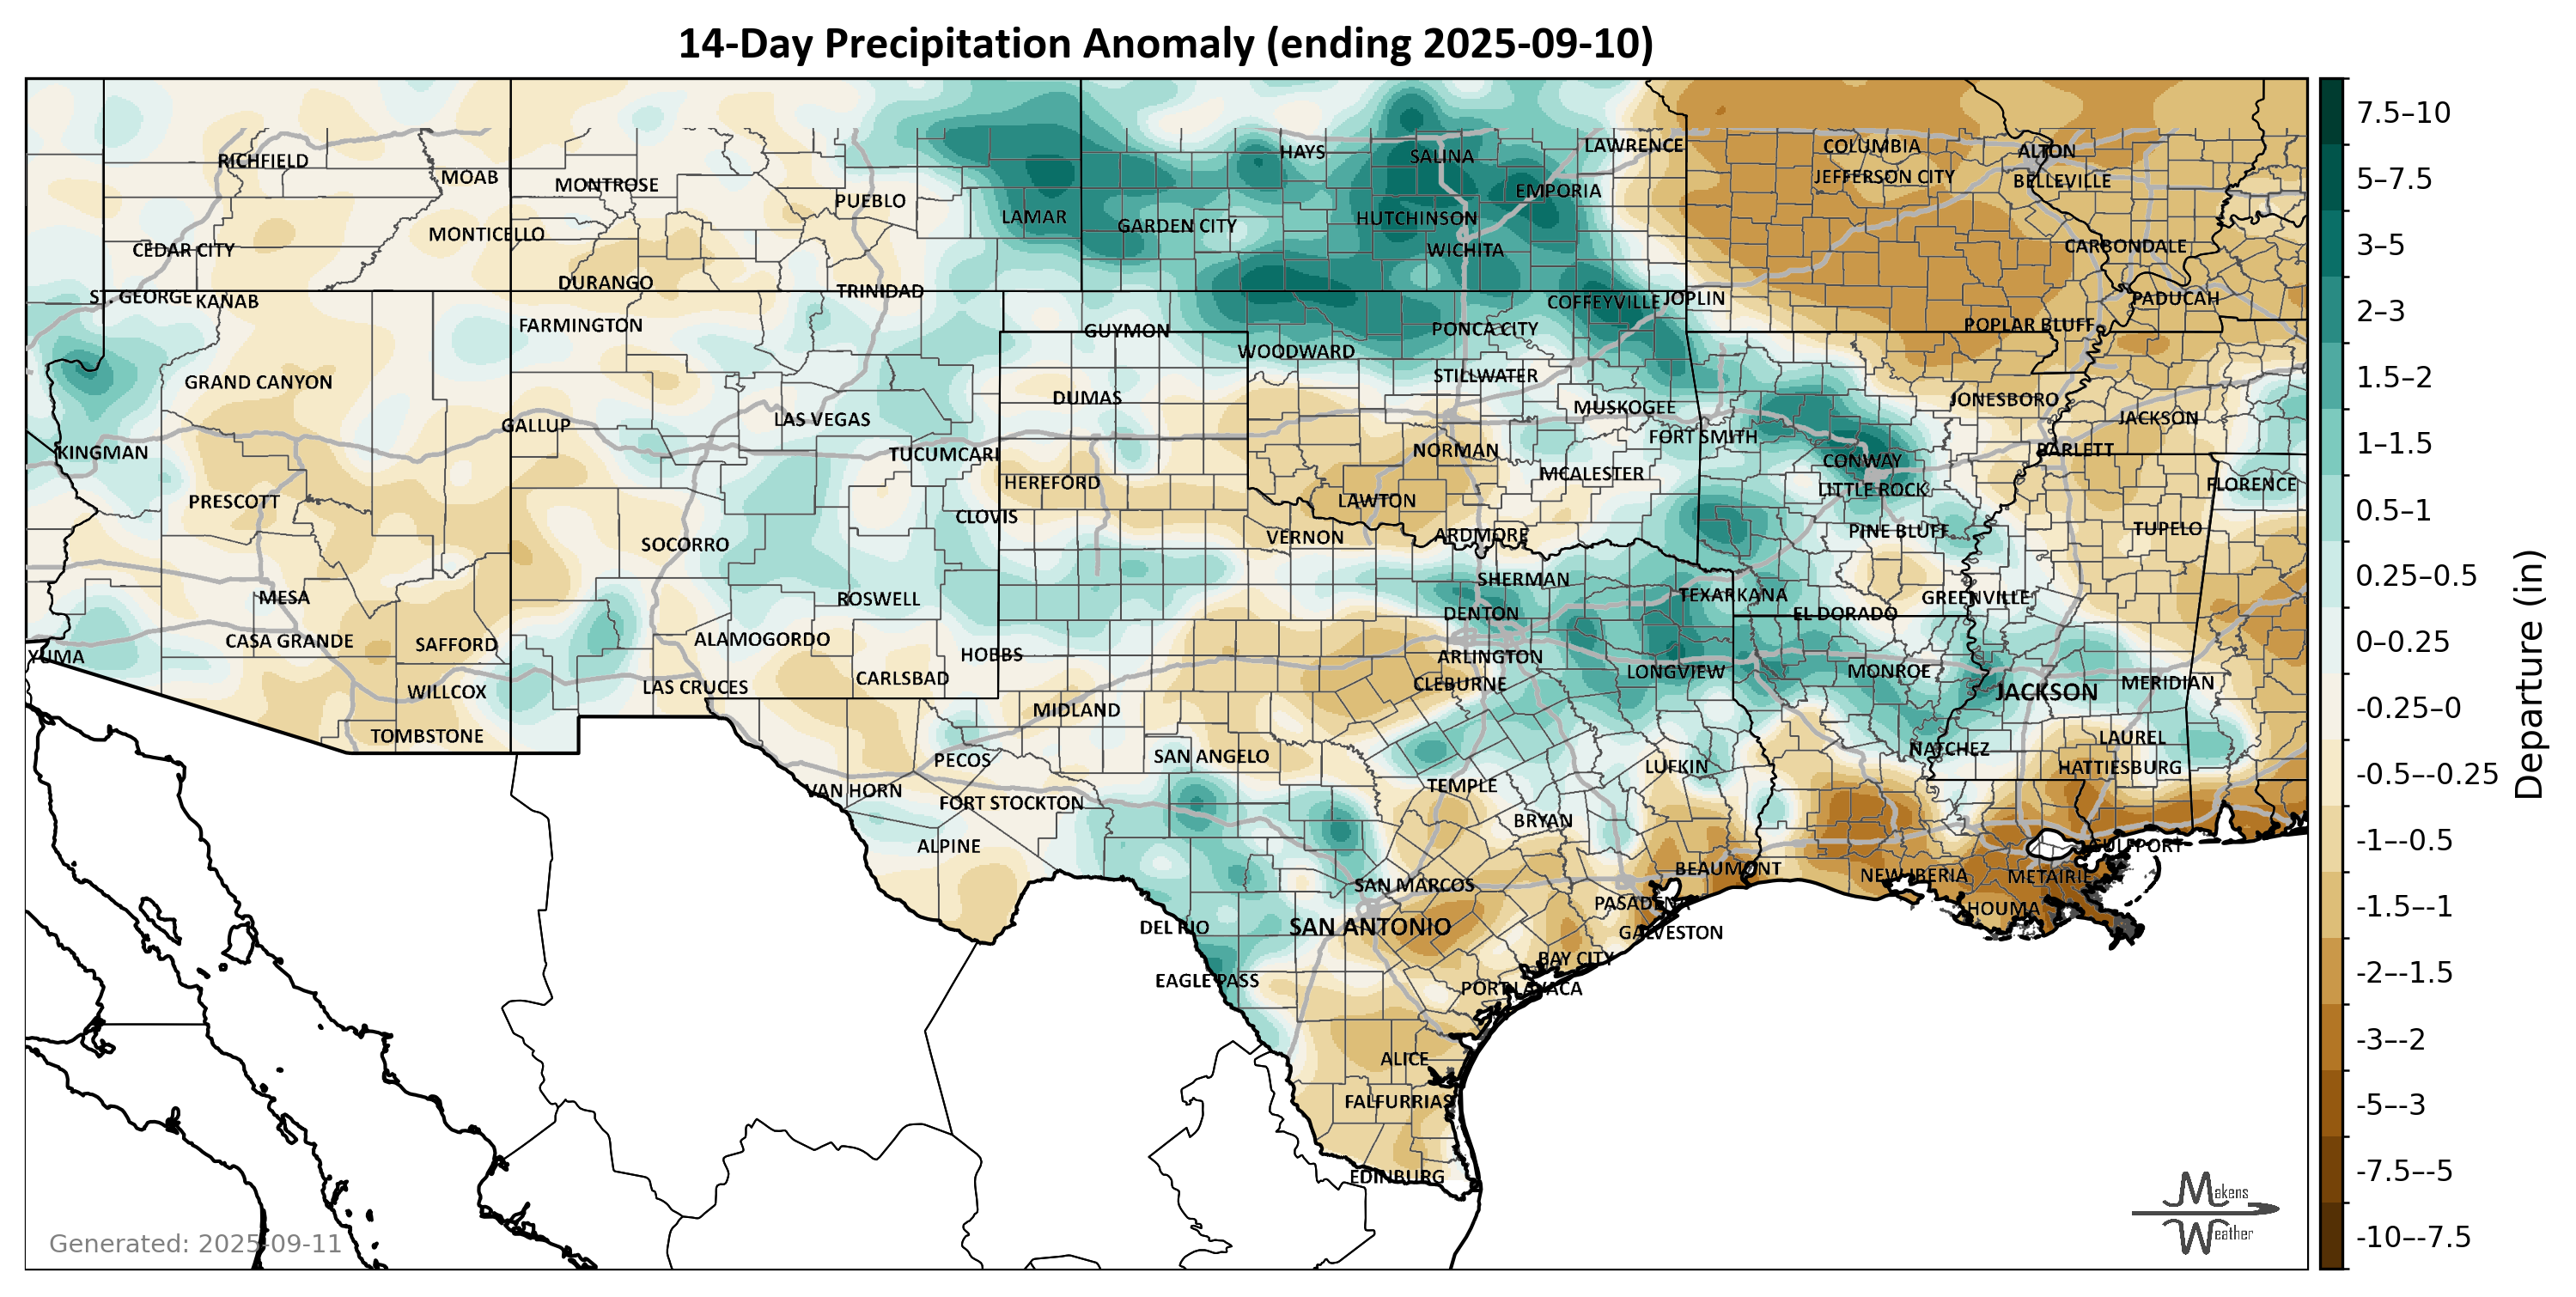 14-Day Precipitation Anomaly (ending 2025-09-10)
RICHFIELD
MOAB
MONTROSE
PUEBLO
LAMAR
HAYS
SALINA
LAWRENCE
EMPORIA
COLUMBIA
JEFFERSON CITY
ALTON
BELLEVILLE
CEDAR CITY
MONTICELLO
GARDEN CITY
HUTCHINSON
WICHITA
CARBONDALE
ST. GEORGE
KANAB
DURANGO
TRINIDAD
COFFEYVILLE
JOPLIN
PADUCAH
FARMINGTON
GUYMON
PONCA CITY
POPLAR BLUFF
WOODWARD
GRAND CANYON
STILLWATER
DUMAS
MUSKOGEE
JONESBORO
JACKSON
GALLUP
LAS VEGAS
FORT SMITH
KINGMAN
TUCUMCARI
NORMAN
CONWAY
BARLETT
HEREFORD
MCALESTER
LITTLE ROCK
FLORENCE
PRESCOTT
LAWTON
CLOVIS
PINE BLUFF
TUPELO
SOCORRO
VERNON
ARDMORE
SHERMAN
MESA
ROSWELL
DENTON
TEXARKANA
EL DORADO
GREENVILLE
CASA GRANDE
SAFFORD
ALAMOGORDO
YUMA
HOBBS
ARLINGTON
LONGVIEW
MONROE
LAS CRUCES
CARLSBAD
CLEBURNE
JACKSON
MERIDIAN
WILLCOX
MIDLAND
TOMBSTONE
PECOS
SAN ANGELO
NATCHEZ
LAUREL
LUFKIN
HATTIESBURG
VAN HORN
FORT STOCKTON
TEMPLE
BRYAN
ALPINE
GULFPORT
BEAUMONT
SAN MARCOS
NEW IBERIA
METAIRIE
PASADENA
HOUMA
DEL RIO
SAN ANTONIO
GALVESTON
BAY CITY
EAGLE PASS
PORT LAVACA
ALICE
FALFURRIAS
EDINBURG
Generated: 2025-09-11
Makens
Weather
7.5–10
5–7.5
3–5
2–3
1.5–2
1–1.5
0.5–1
0.25–0.5
0–0.25
-0.25–0
-0.5–-0.25
-1–-0.5
-1.5–-1
-2–-1.5
-3–-2
-5–-3
-7.5–-5
-10–-7.5
Departure (in)